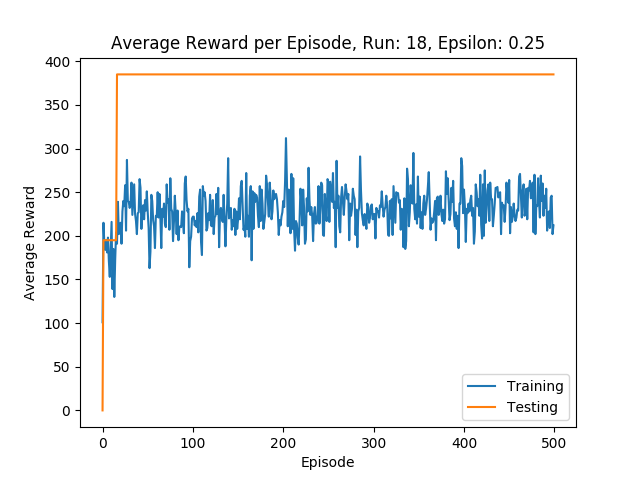 Average Reward per Episode, Run: 18, Epsilon: 0.25
400
350
300
250
200
150
100
50
0
Average Reward
0 100 200 300 400 500
Episode
Training
Testing